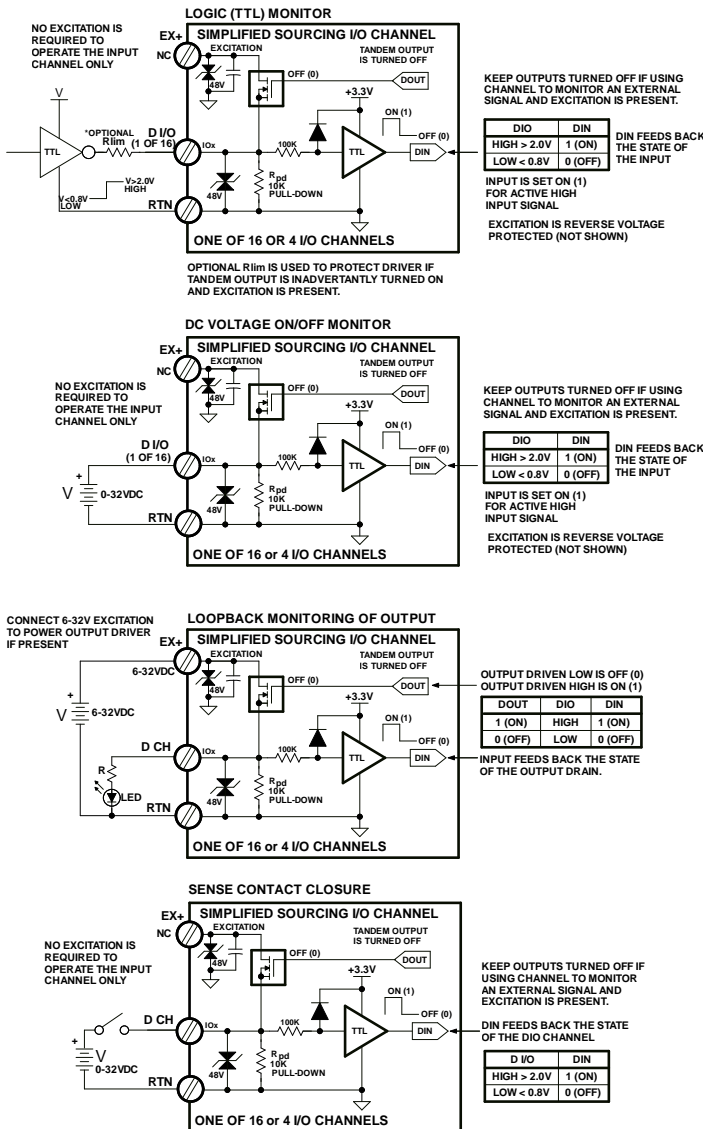 LOGIC (TTL) MONITOR
NO EXCITATION IS
REQUIRED TO
OPERATE THE INPUT
CHANNEL ONLY
EX+
NC
SIMPLIFIED SOURCING I/O CHANNEL
EXCITATION
48V
OFF (0)
TANDEM OUTPUT
IS TURNED OFF
DOUT
+3.3V
ON (1)
OFF (0)
V
TTL
*OPTIONAL
Rlim
D I/O
(1 OF 16)
IOx
100K
TTL
DIN
V>2.0V
HIGH
V<0.8V
LOW
RTN
48V
Rpd
10K
PULL-DOWN
ONE OF 16 OR 4 I/O CHANNELS
KEEP OUTPUTS TURNED OFF IF USING
CHANNEL TO MONITOR AN EXTERNAL
SIGNAL AND EXCITATION IS PRESENT.
DIO DIN
HIGH > 2.0V 1 (ON)
LOW < 0.8V 0 (OFF)
DIN FEEDS BACK
THE STATE OF
THE INPUT
INPUT IS SET ON (1)
FOR ACTIVE HIGH
INPUT SIGNAL
EXCITATION IS REVERSE VOLTAGE
PROTECTED (NOT SHOWN)
OPTIONAL Rlim IS USED TO PROTECT DRIVER IF
TANDEM OUTPUT IS INADVERTANTLY TURNED ON
AND EXCITATION IS PRESENT.
DC VOLTAGE ON/OFF MONITOR
EX+
NC
SIMPLIFIED SOURCING I/O CHANNEL
EXCITATION
48V
OFF (0)
TANDEM OUTPUT
IS TURNED OFF
DOUT
NO EXCITATION IS
REQUIRED TO
OPERATE THE INPUT
CHANNEL ONLY
+3.3V
ON (1)
OFF (0)
D I/O
(1 OF 16)
IOx
100K
TTL
DIN
+
V
0-32VDC
RTN
48V
Rpd
10K
PULL-DOWN
ONE OF 16 or 4 I/O CHANNELS
KEEP OUTPUTS TURNED OFF IF USING
CHANNEL TO MONITOR AN EXTERNAL
SIGNAL AND EXCITATION IS PRESENT.
DIO DIN
HIGH > 2.0V 1 (ON)
LOW < 0.8V 0 (OFF)
DIN FEEDS BACK
THE STATE OF
THE INPUT
INPUT IS SET ON (1)
FOR ACTIVE HIGH
INPUT SIGNAL
EXCITATION IS REVERSE VOLTAGE
PROTECTED (NOT SHOWN)
LOOPBACK MONITORING OF OUTPUT
CONNECT 6-32V EXCITATION
TO POWER OUTPUT DRIVER
IF PRESENT
EX+
6-32VDC
SIMPLIFIED SOURCING I/O CHANNEL
EXCITATION
48V
OFF (0)
TANDEM OUTPUT
IS TURNED OFF
DOUT
+3.3V
ON (1)
OFF (0)
+
V
6-32VDC
D CH
IOx
100K
TTL
DIN
R
LED
RTN
48V
Rpd
10K
PULL-DOWN
ONE OF 16 or 4 I/O CHANNELS
OUTPUT DRIVEN LOW IS OFF (0)
OUTPUT DRIVEN HIGH IS ON (1)
DOUT DIO DIN
1 (ON) HIGH 1 (ON)
0 (OFF) LOW 0 (OFF)
INPUT FEEDS BACK THE STATE
OF THE OUTPUT DRAIN.
SENSE CONTACT CLOSURE
EX+
NC
SIMPLIFIED SOURCING I/O CHANNEL
EXCITATION
48V
OFF (0)
TANDEM OUTPUT
IS TURNED OFF
DOUT
NO EXCITATION IS
REQUIRED TO
OPERATE THE INPUT
CHANNEL ONLY
+3.3V
ON (1)
OFF (0)
D CH
IOx
100K
TTL
DIN
+
V
0-32VDC
RTN
48V
Rpd
10K
PULL-DOWN
ONE OF 16 or 4 I/O CHANNELS
KEEP OUTPUTS TURNED OFF IF
USING CHANNEL TO MONITOR
AN EXTERNAL SIGNAL AND
EXCITATION IS PRESENT.
DIN FEEDS BACK THE STATE
OF THE DIO CHANNEL
D I/O DIN
HIGH > 2.0V 1 (ON)
LOW < 0.8V 0 (OFF)